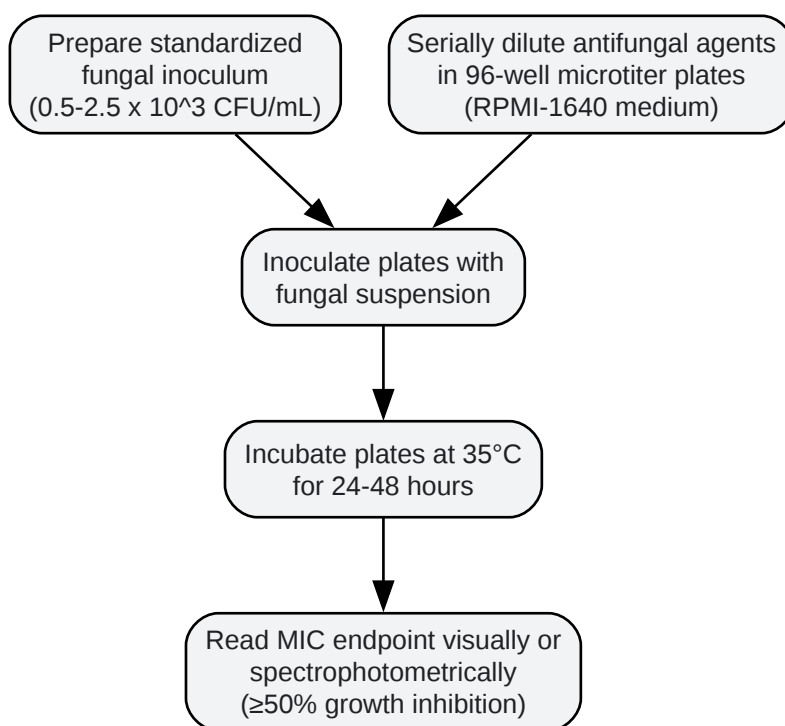 Prepare standardized
fungal inoculum
(0.5-2.5 x 10^3 CFU/mL)
Serially dilute antifungal agents
in 96-well microtiter plates
(RPMI-1640 medium)
Inoculate plates with
fungal suspension
Incubate plates at 35°C
for 24-48 hours
Read MIC endpoint visually or
spectrophotometrically
(≥50% growth inhibition)